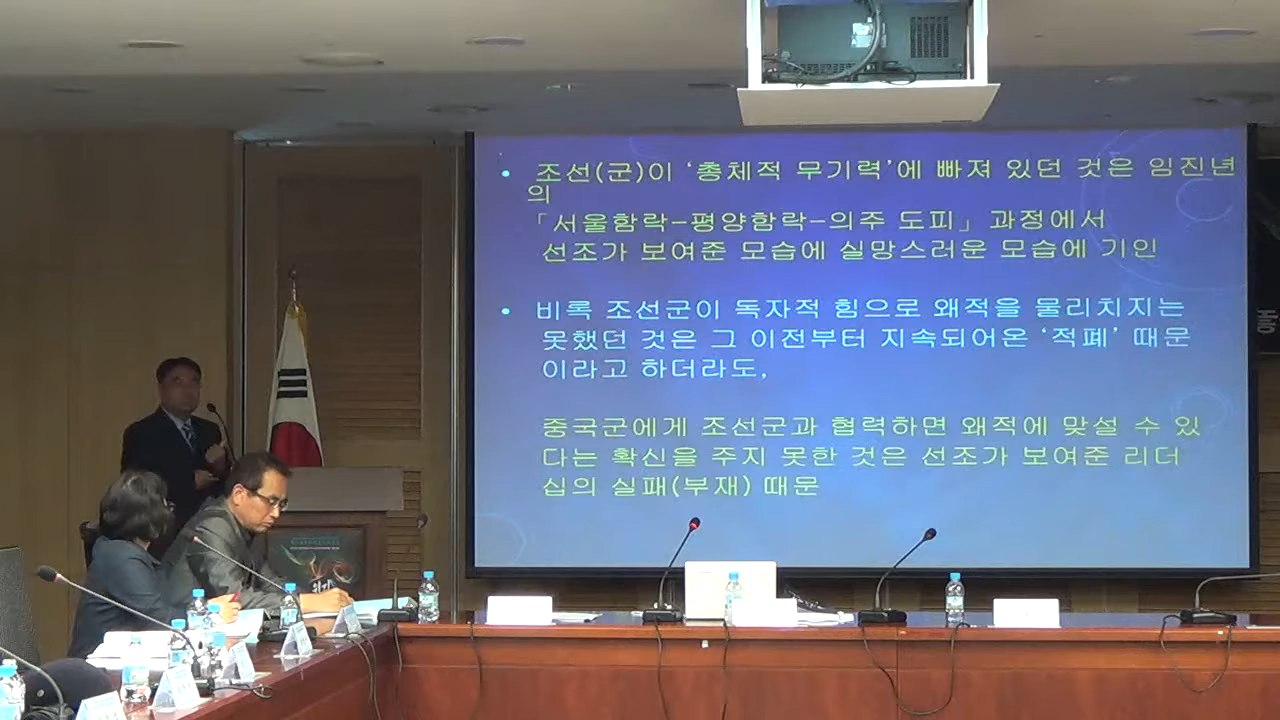 • 조선(군)이 ‘총체적 무기력’에 빠져 있던 것은 임진년
의
「서울함락-평양함락-의주 도피」 과정에서
선조가 보여준 모습에 실망스러운 모습에 기인
• 비록 조선군이 독자적 힘으로 왜적을 물리치지는
못했던 것은 그 이전부터 지속되어온 ‘적폐’ 때문
이라고 하더라도,
중국군에게 조선군과 협력하면 왜적에 맞설 수 있
다는 확신을 주지 못한 것은 선조가 보여준 리더
십의 실패(부재) 때문